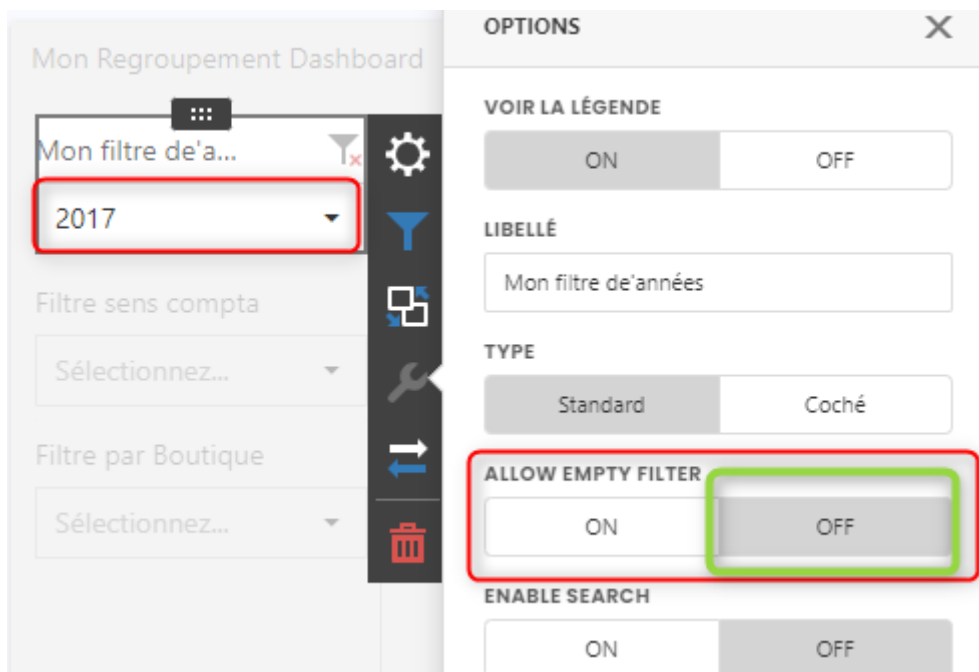 Mon Regroupement Dashboard
Mon filtre de'a...
2017
Filtre sens compta
Sélectionnez...
Filtre par Boutique
Sélectionnez...
OPTIONS
VOIR LA LÉGENDE
ON OFF
LIBELLÉ
Mon filtre de'années
TYPE
Standard Coché
ALLOW EMPTY FILTER
ON OFF
ENABLE SEARCH
ON OFF